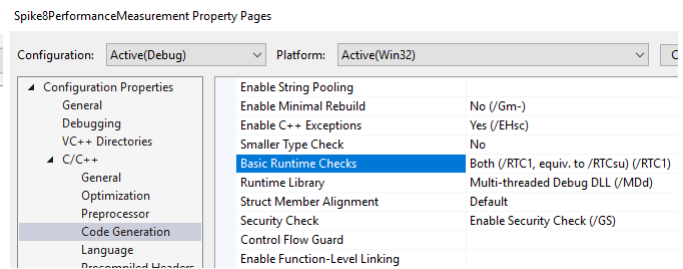 Spike8PerformanceMeasurement Property Pages
Configuration: Active(Debug) Platform: Active(Win32) C
Configuration Properties
General
Debugging
VC++ Directories
C/C++
General
Optimization
Preprocessor
Code Generation
Language
Precompiled Headers
Enable String Pooling
Enable Minimal Rebuild No (/Gm-)
Enable C++ Exceptions Yes (/EHsc)
Smaller Type Check No
Basic Runtime Checks Both (/RTC1, equiv. to /RTCsu) (/RTC1)
Runtime Library Multi-threaded Debug DLL (/MDd)
Struct Member Alignment Default
Security Check Enable Security Check (/GS)
Control Flow Guard
Enable Function-Level Linking